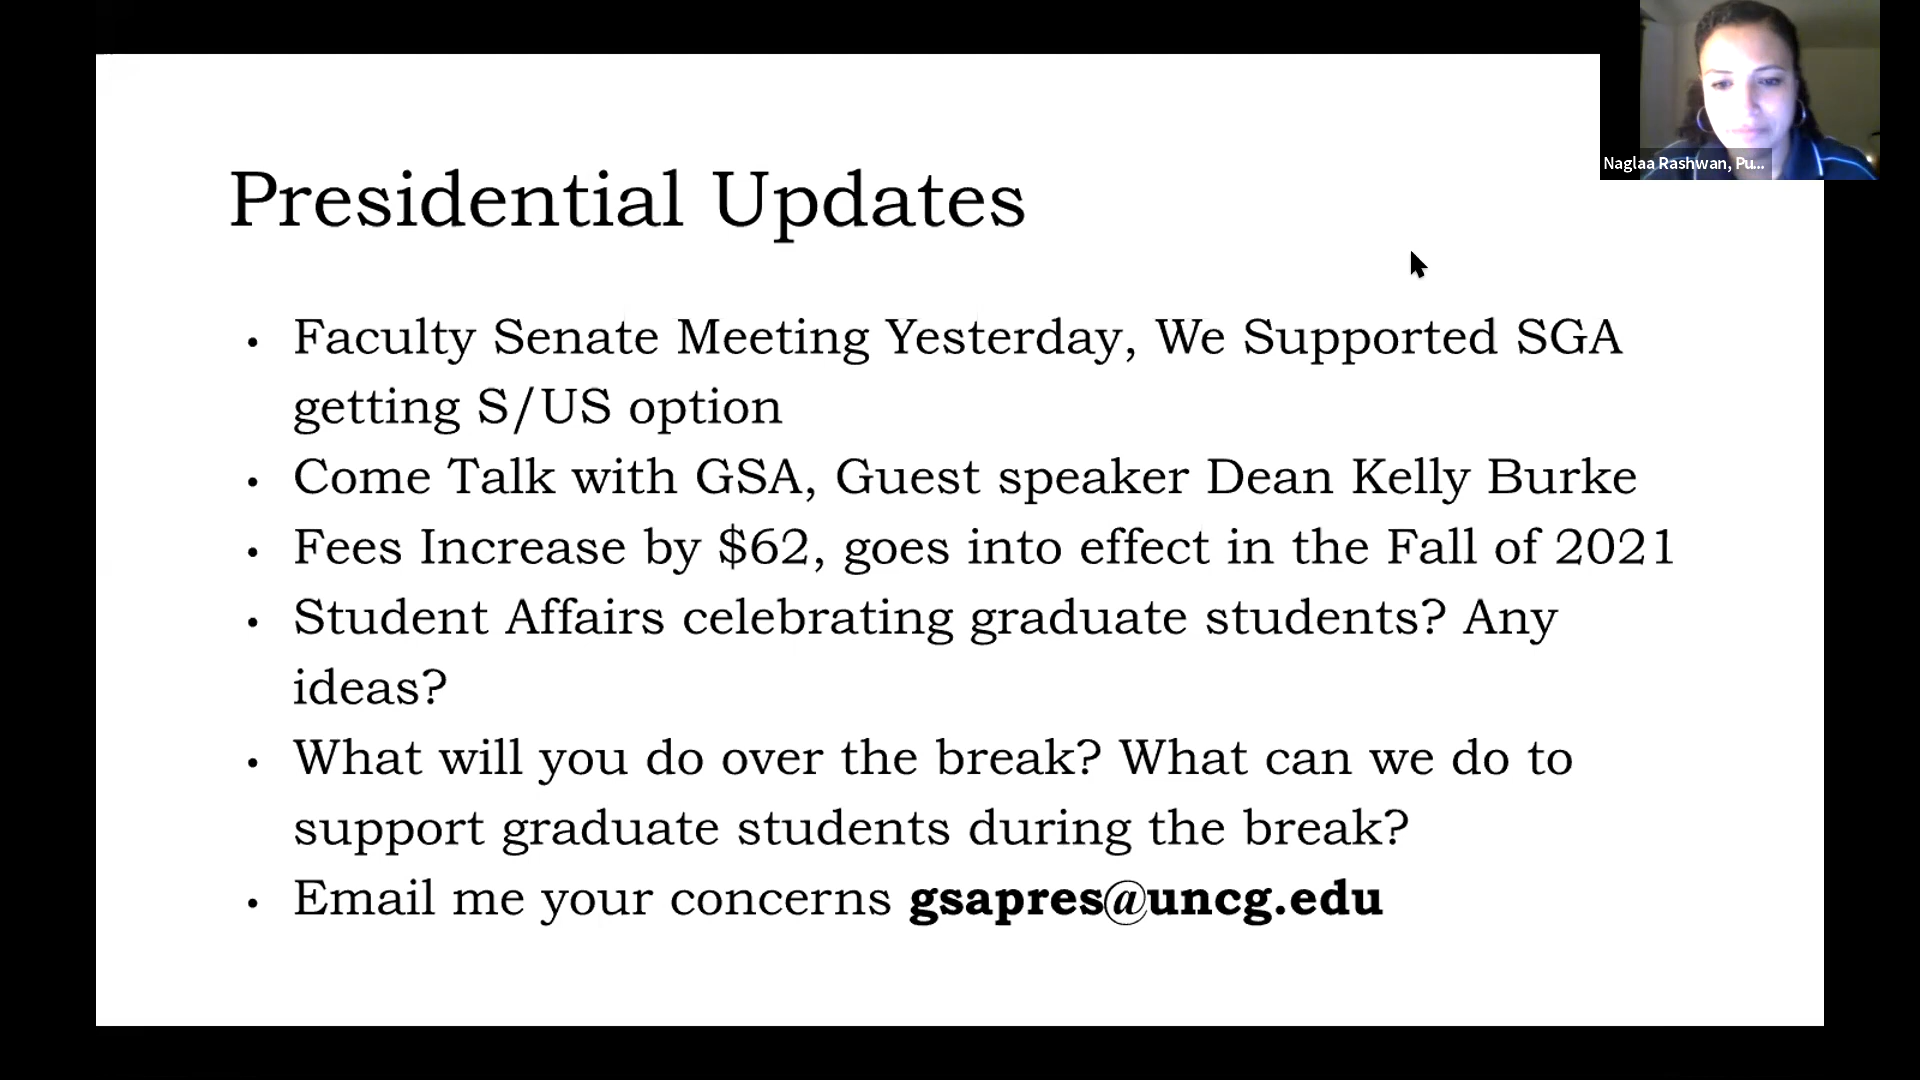 Naglaa Rashwan, Pu...
Presidential Updates
• Faculty Senate Meeting Yesterday, We Supported SGA
getting S/US option
• Come Talk with GSA, Guest speaker Dean Kelly Burke
• Fees Increase by $62, goes into effect in the Fall of 2021
• Student Affairs celebrating graduate students? Any
ideas?
• What will you do over the break? What can we do to
support graduate students during the break?
• Email me your concerns gsapres@uncg.edu